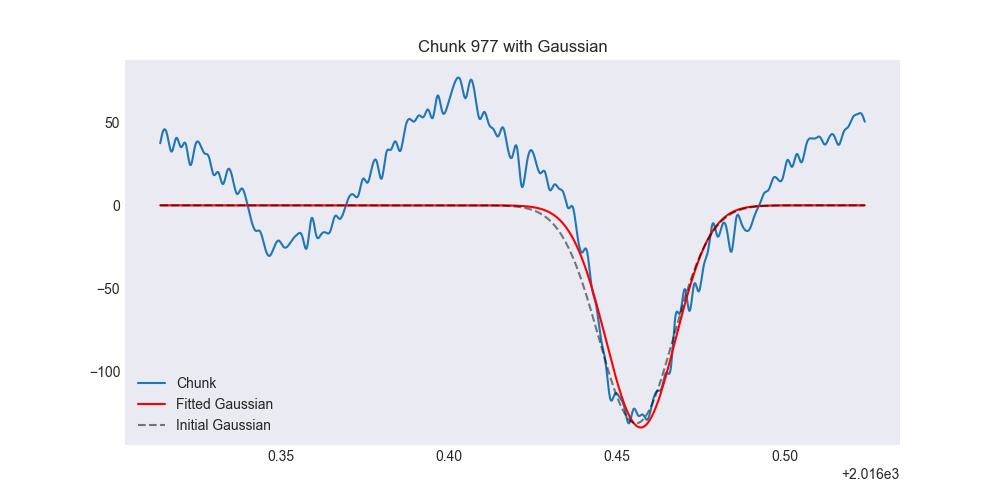 Chunk 977 with Gaussian
50
0
−50
−100
Chunk
Fitted Gaussian
Initial Gaussian
0.35 0.40 0.45 0.50
+2.016e3